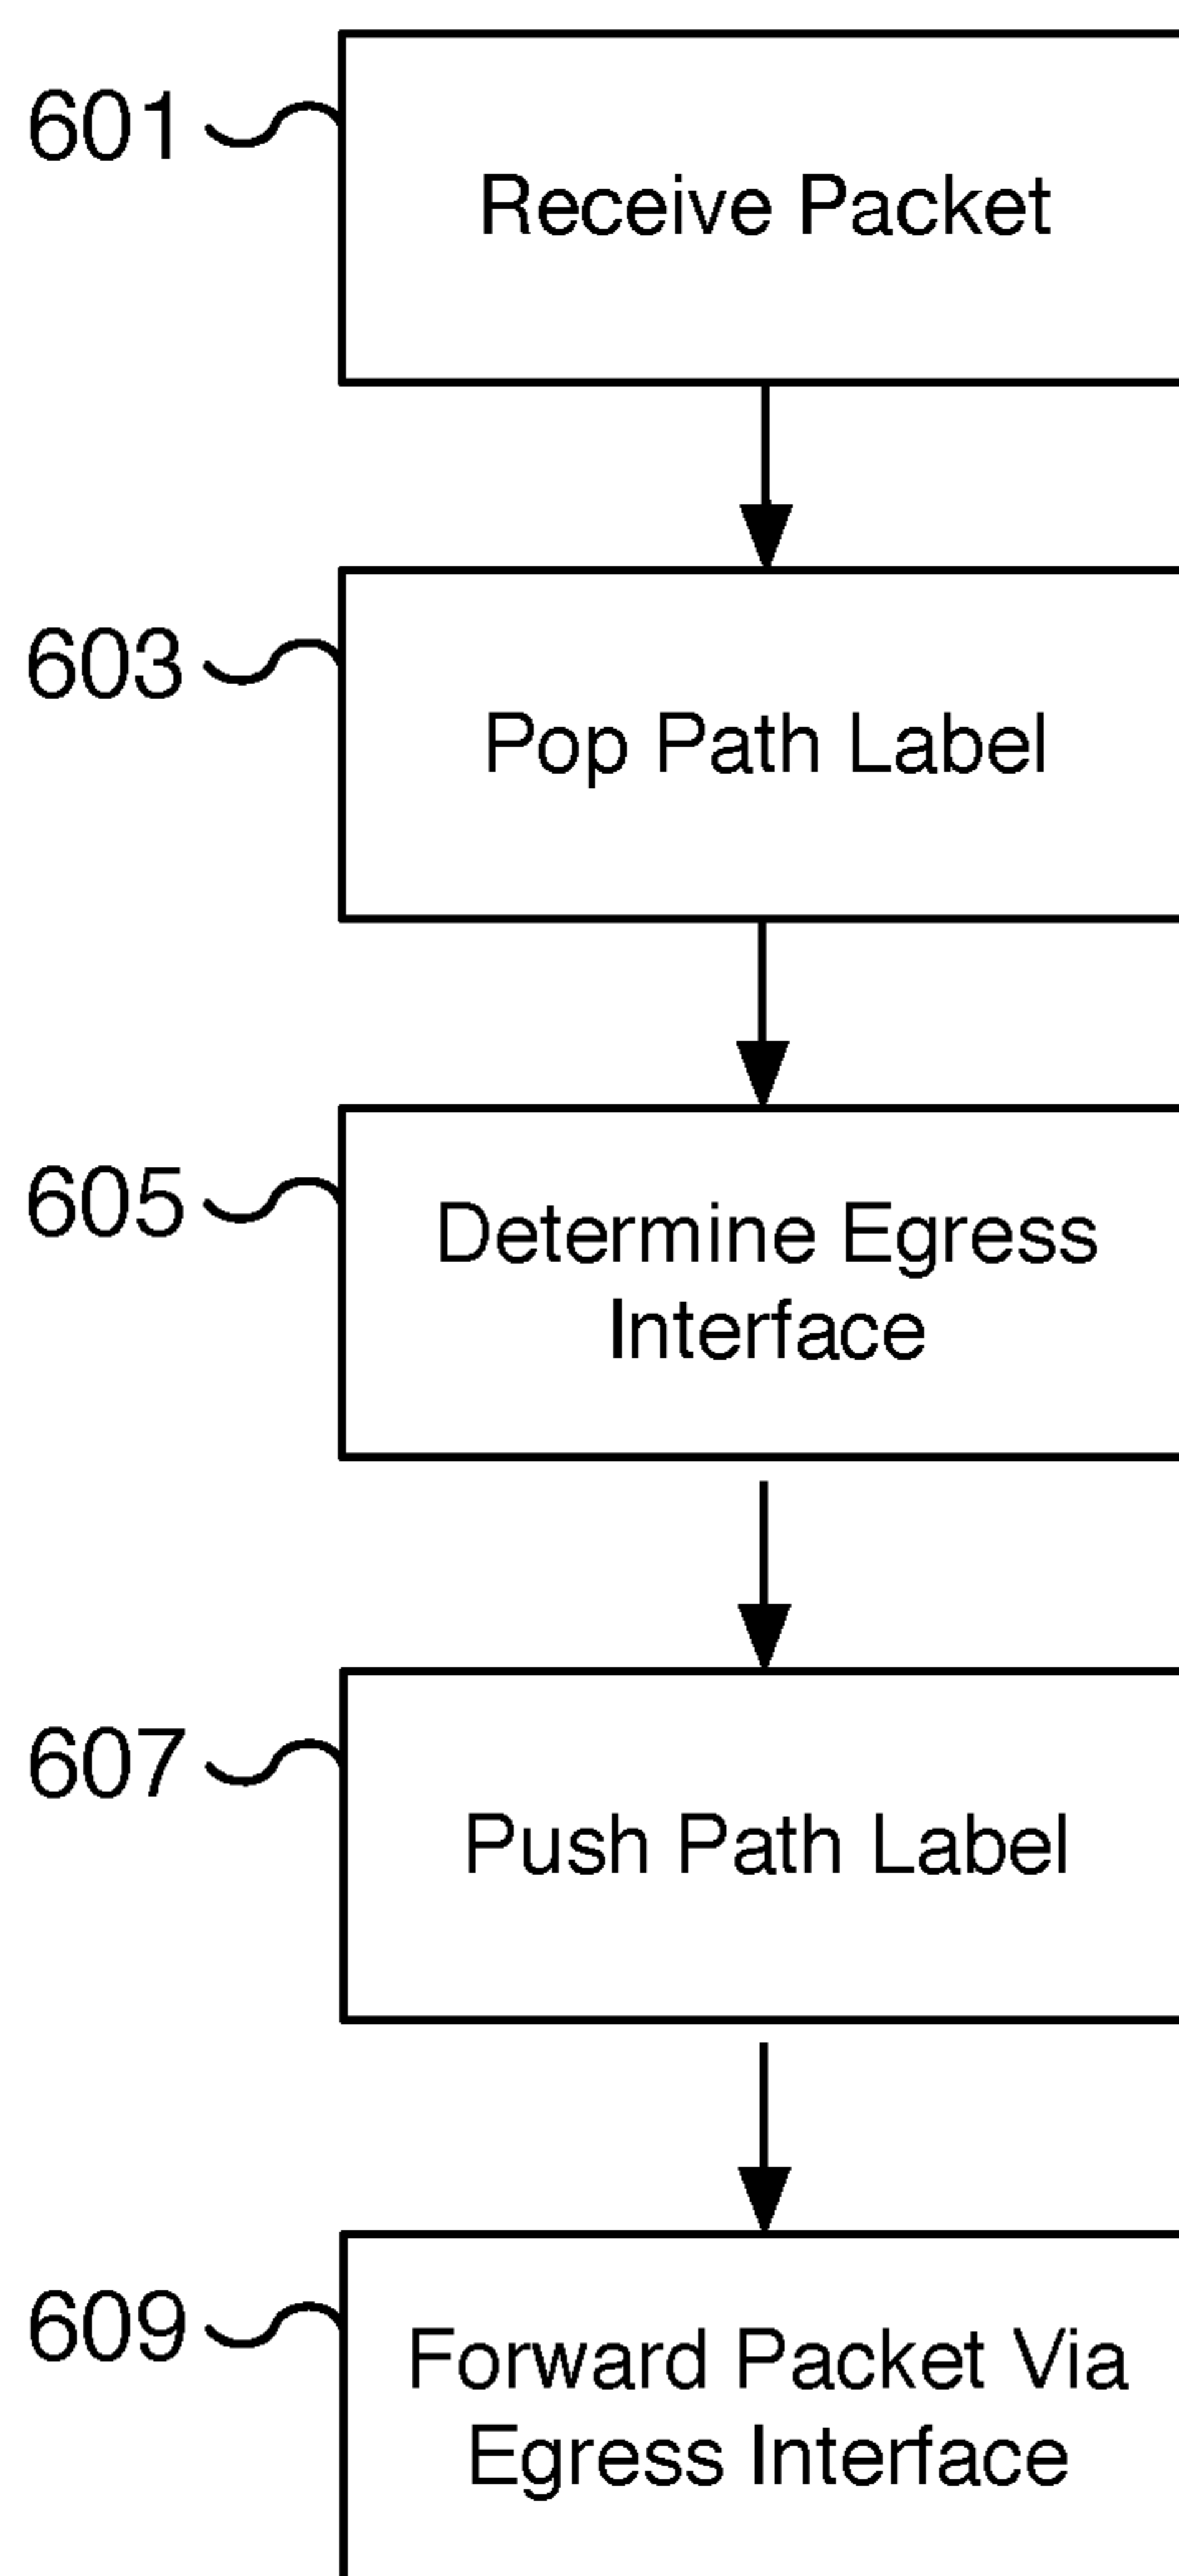 601
Receive Packet
603
Pop Path Label
605
Determine Egress
Interface
607
Push Path Label
609
Forward Packet Via
Egress Interface